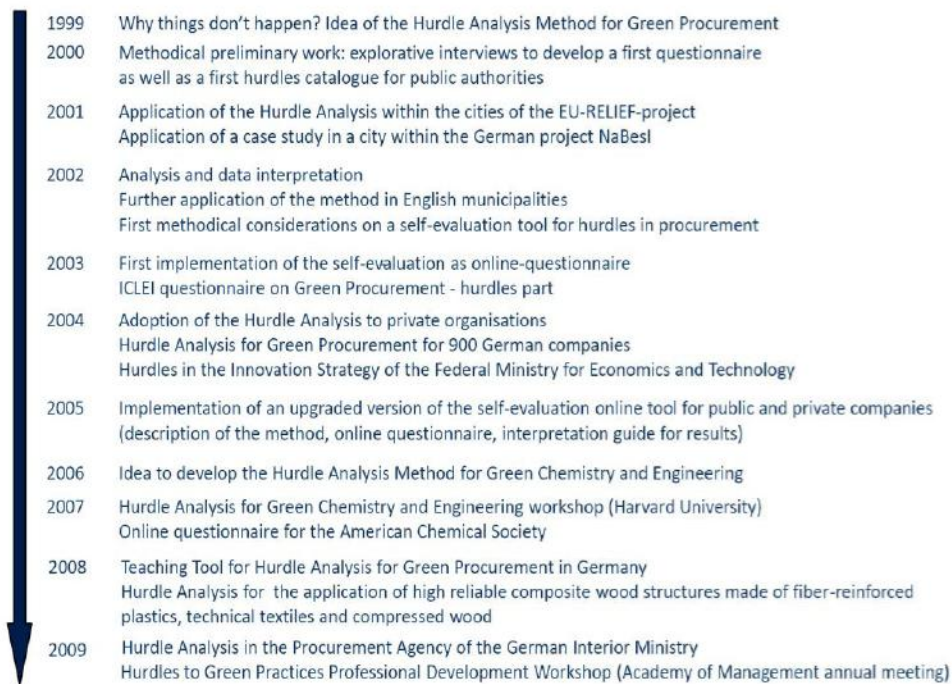 1999 Why things don't happen? Idea of the Hurdle Analysis Method for Green Procurement
2000 Methodical preliminary work: explorative interviews to develop a first questionnaire
as well as a first hurdles catalogue for public authorities
2001 Application of the Hurdle Analysis within the cities of the EU-RELIEF-project
Application of a case study in a city within the German project NaBesI
2002 Analysis and data interpretation
Further application of the method in English municipalities
First methodical considerations on a self-evaluation tool for hurdles in procurement
2003 First implementation of the self-evaluation as online-questionnaire
ICLEI questionnaire on Green Procurement - hurdles part
2004 Adoption of the Hurdle Analysis to private organisations
Hurdle Analysis for Green Procurement for 900 German companies
Hurdles in the Innovation Strategy of the Federal Ministry for Economics and Technology
2005 Implementation of an upgraded version of the self-evaluation online tool for public and private companies
(description of the method, online questionnaire, interpretation guide for results)
2006 Idea to develop the Hurdle Analysis Method for Green Chemistry and Engineering
2007 Hurdle Analysis for Green Chemistry and Engineering workshop (Harvard University)
Online questionnaire for the American Chemical Society
2008 Teaching Tool for Hurdle Analysis for Green Procurement in Germany
Hurdle Analysis for the application of high reliable composite wood structures made of fiber-reinforced
plastics, technical textiles and compressed wood
2009 Hurdle Analysis in the Procurement Agency of the German Interior Ministry
Hurdles to Green Practices Professional Development Workshop (Academy of Management annual meeting)